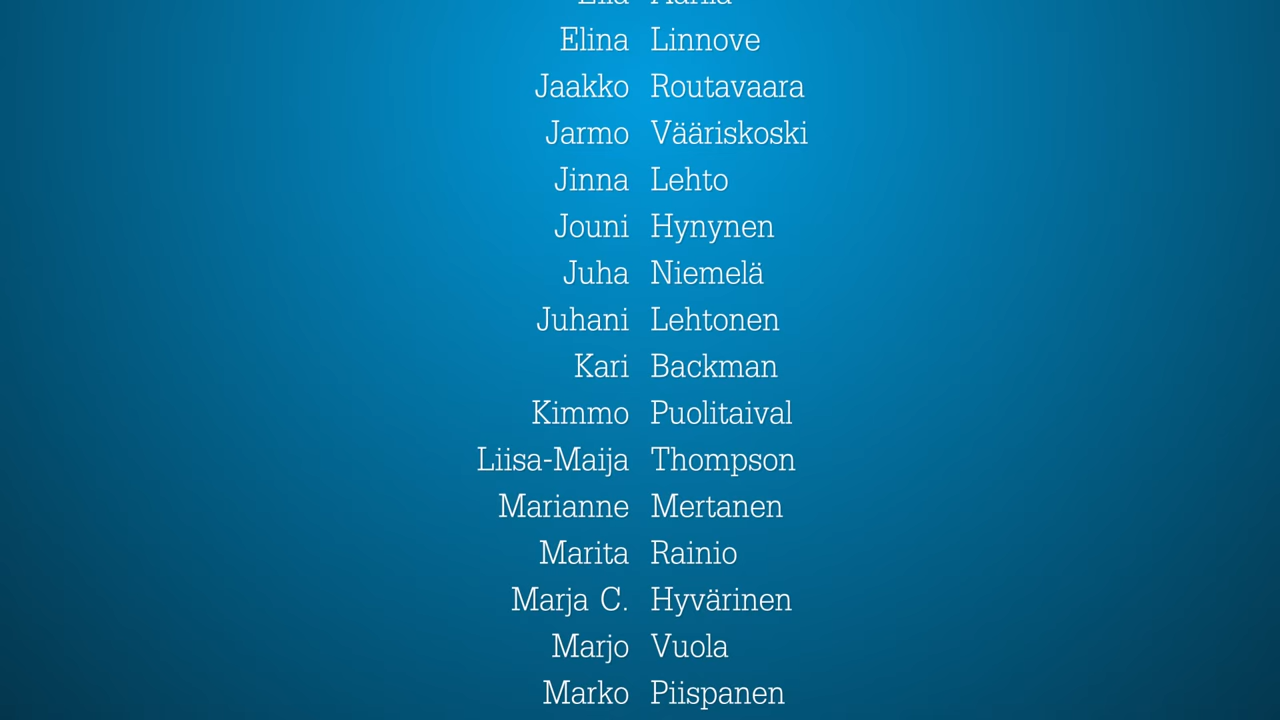 Elina Linnove
Jaakko Routavaara
Jarmo Vääriskoski
Jinna Lehto
Jouni Hynynen
Juha Niemelä
Juhani Lehtonen
Kari Backman
Kimmo Puolitaival
Liisa-Maija Thompson
Marianne Mertanen
Marita Rainio
Marja C. Hyvärinen
Marjo Vuola
Marko Piispanen